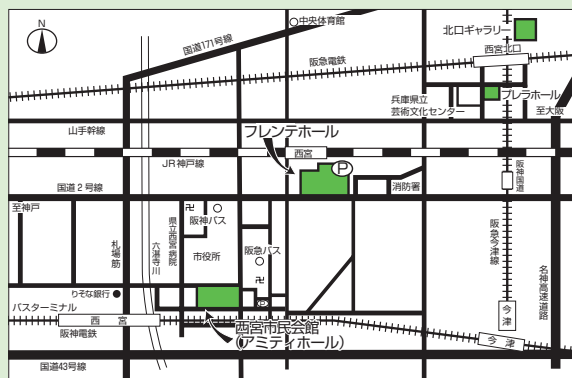 N
中央体育館
北口ギャラリー
国道171号線
西宮北口
阪急電鉄
兵庫県立
芸術文化センター
プレラホール
至大阪
山手幹線
フレンテホール
西宮
JR神戸線
P
阪神国道
国道2号線
消防署
至神戸
札場筋
六湛寺川
県立西宮病院
卍
阪神バス
市役所
阪急バス
卍
阪急今津線
名神高速道路
りそな銀行
バスターミナル
P
今津
西宮
阪神電鉄
西宮市民会館
(アミティホール)
今津
国道43号線